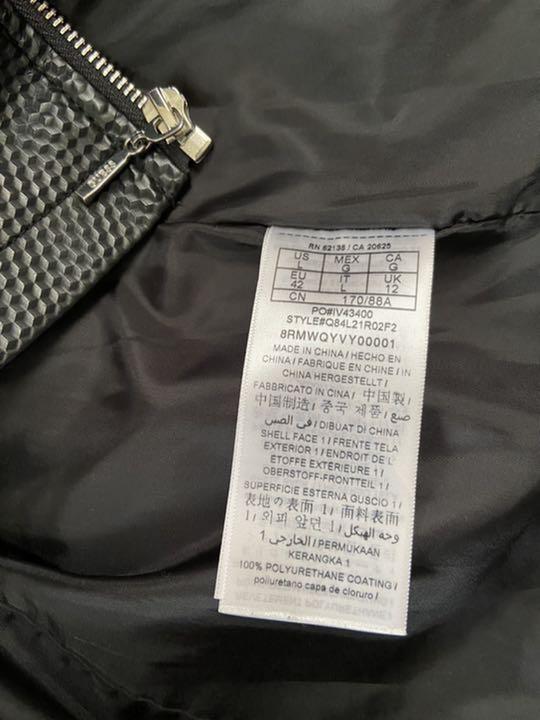 GUESS
RN 62136 / CA 20625
US MEX CA
L G G
EU IT UK
42 L 12
CN 170/88A
PO#IV43400
STYLE#Q84L21R02F2
8RMWQYVY00001
MADE IN CHINA / HECHO EN
CHINA / FABRIQUE EN CHINE / IN
CHINA HERGESTELLT /
FABBRICATO IN CINA / 中国製 /
中国制造 / 중국 제품 / صنع
في الصين / DIBUAT DI CHINA
SHELL FACE 1 / FRENTE TELA
EXTERIOR 1 / ENDROIT DE L'
ETOFFE EXTÉRIEURE 1 /
OBERSTOFF-FRONTTEIL 1 /
SUPERFICIE ESTERNA GUSCIO 1 /
表地の表面 1 / 面料表面
1 / 외피 앞면 1 / وجه الهيكل
الخارجي 1 / PERMUKAAN
KERANGKA 1
100% POLYURETHANE COATING /
poliuretano capa de cloruro /